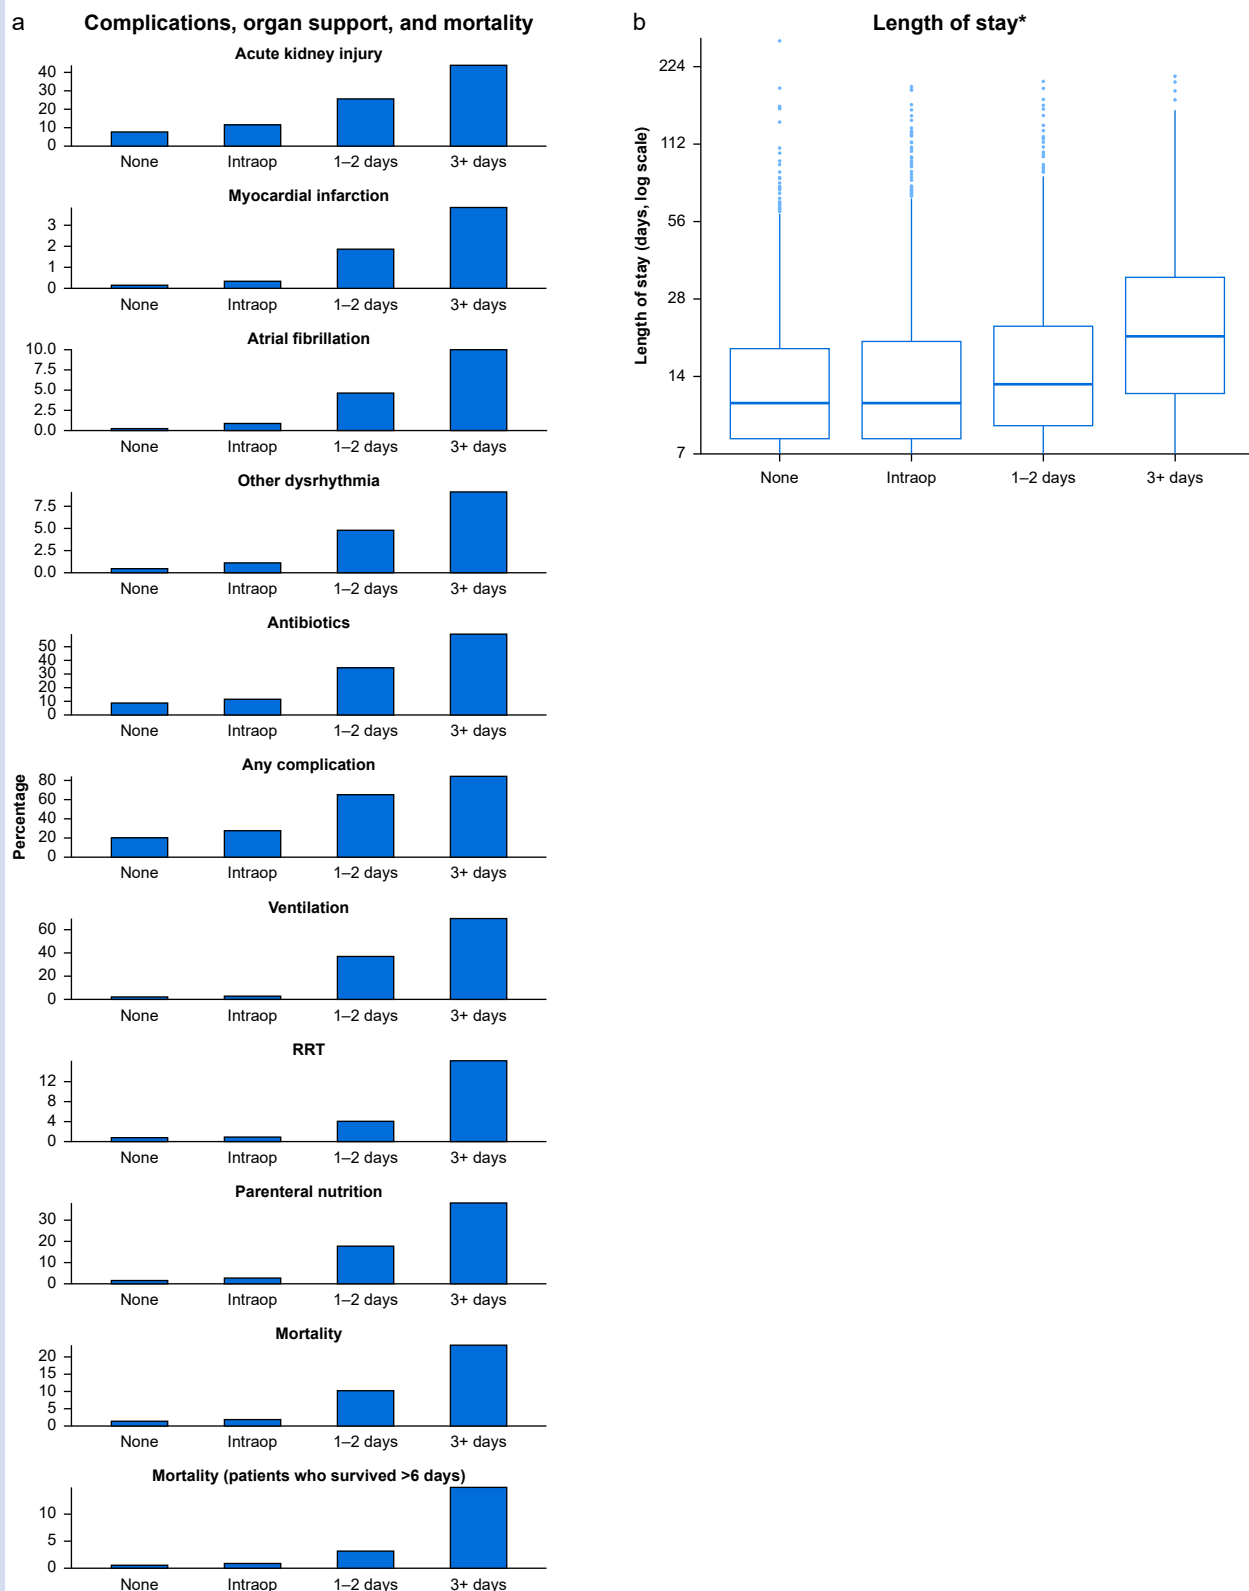 a
Complications, organ support, and mortality
Percentage
Acute kidney injury
40
30
20
10
0
None Intraop 1–2 days 3+ days
Myocardial infarction
3
2
1
0
None Intraop 1–2 days 3+ days
Atrial fibrillation
10.0
7.5
5.0
2.5
0.0
None Intraop 1–2 days 3+ days
Other dysrhythmia
7.5
5.0
2.5
0.0
None Intraop 1–2 days 3+ days
Antibiotics
50
40
30
20
10
0
None Intraop 1–2 days 3+ days
Any complication
80
60
40
20
0
None Intraop 1–2 days 3+ days
Ventilation
60
40
20
0
None Intraop 1–2 days 3+ days
RRT
12
8
4
0
None Intraop 1–2 days 3+ days
Parenteral nutrition
30
20
10
0
None Intraop 1–2 days 3+ days
Mortality
20
15
10
5
0
None Intraop 1–2 days 3+ days
Mortality (patients who survived >6 days)
10
5
0
None Intraop 1–2 days 3+ days
b
Length of stay*
Length of stay (days, log scale)
224
112
56
28
14
7
None Intraop 1–2 days 3+ days